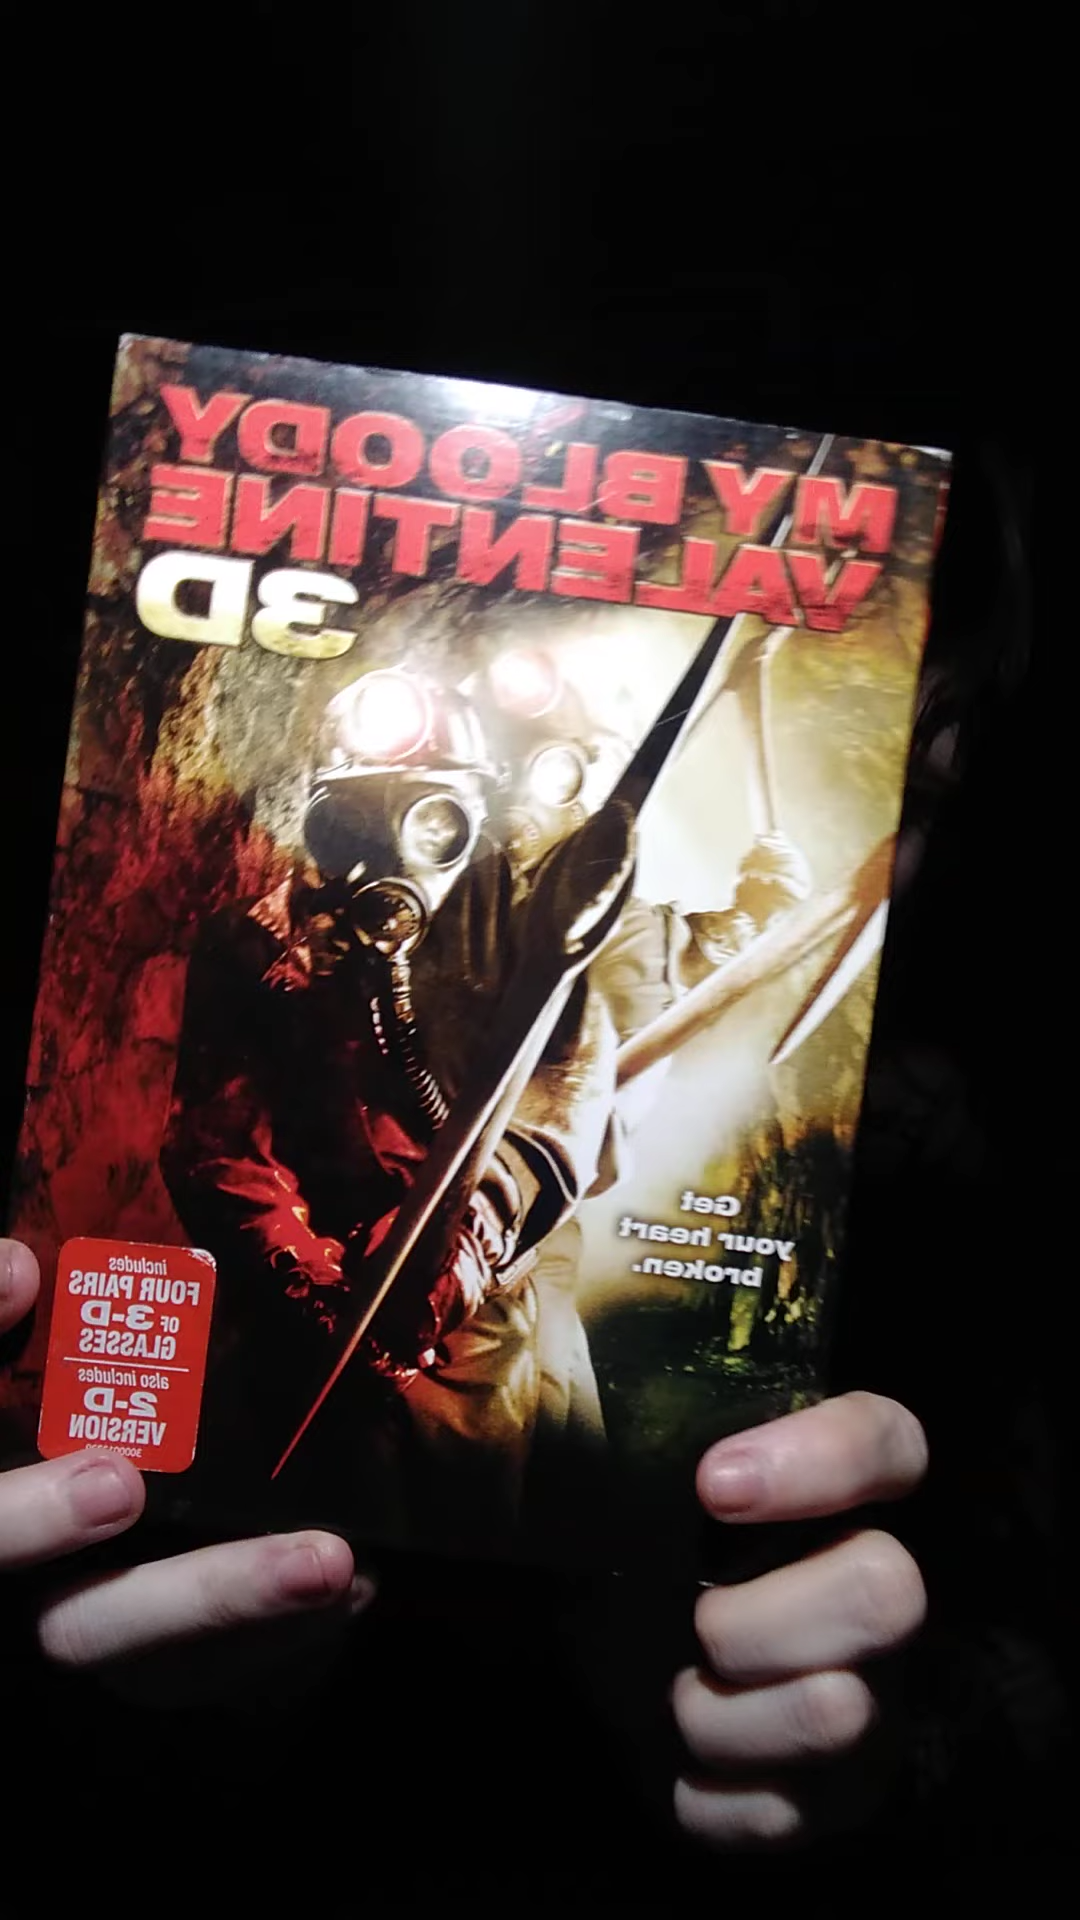 MY BLOODY
VALENTINE
3D
Get
your heart
broken.
includes
FOUR PAIRS
OF 3-D
GLASSES
also includes
2-D
VERSION